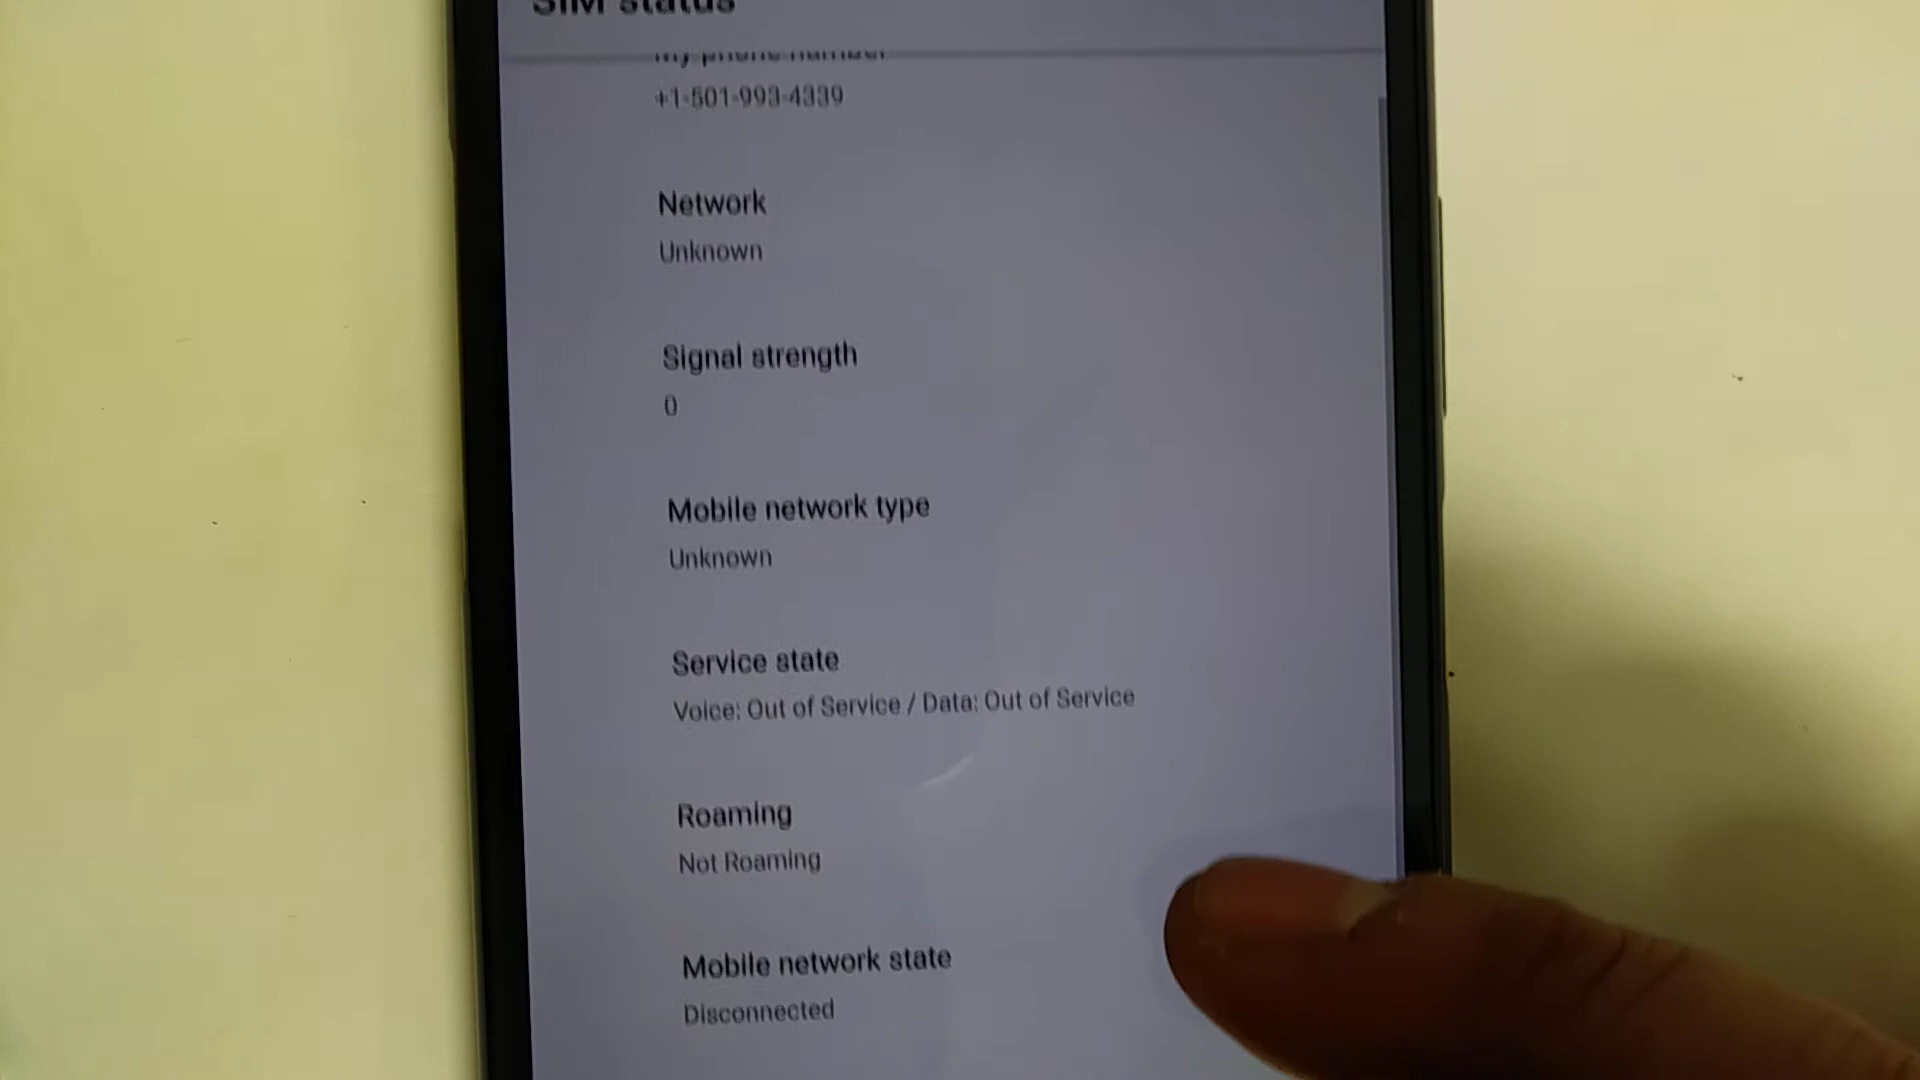 SIM status
My phone number
+1-501-993-4339
Network
Unknown
Signal strength
0
Mobile network type
Unknown
Service state
Voice: Out of Service / Data: Out of Service
Roaming
Not Roaming
Mobile network state
Disconnected